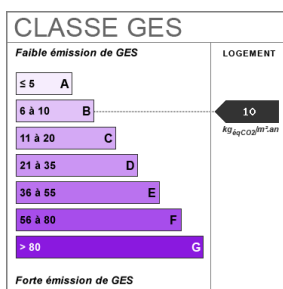 CLASSE GES
Faible émission de GES
LOGEMENT
≤ 5 A
6 à 10 B
10
kgéqCO2/m².an
11 à 20 C
21 à 35 D
36 à 55 E
56 à 80 F
> 80 G
Forte émission de GES